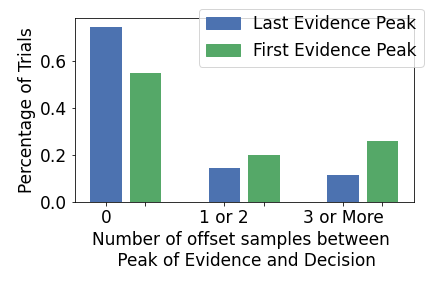 Last Evidence Peak
First Evidence Peak
Percentage of Trials
0.6
0.4
0.2
0.0
0
1 or 2
3 or More
Number of offset samples between
Peak of Evidence and Decision